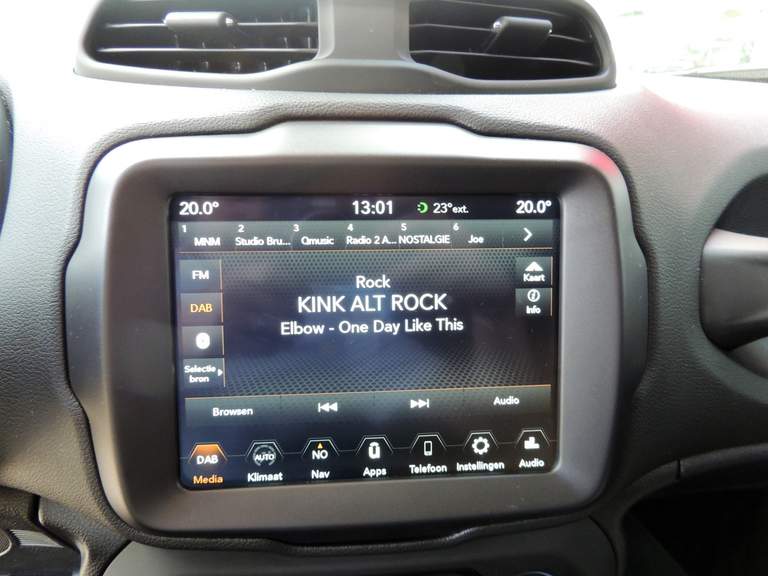 20.0° 13:01 23°ext. 20.0°
1 2 3 4 5 6
MNM Studio Bru... Qmusic Radio 2 A... NOSTALGIE Joe
FM
Kaart
DAB
Info
Rock
KINK ALT ROCK
Elbow - One Day Like This
Selectie
bron
Browsen Audio
DAB AUTO NO
Media Klimaat Nav Apps Telefoon Instellingen Audio